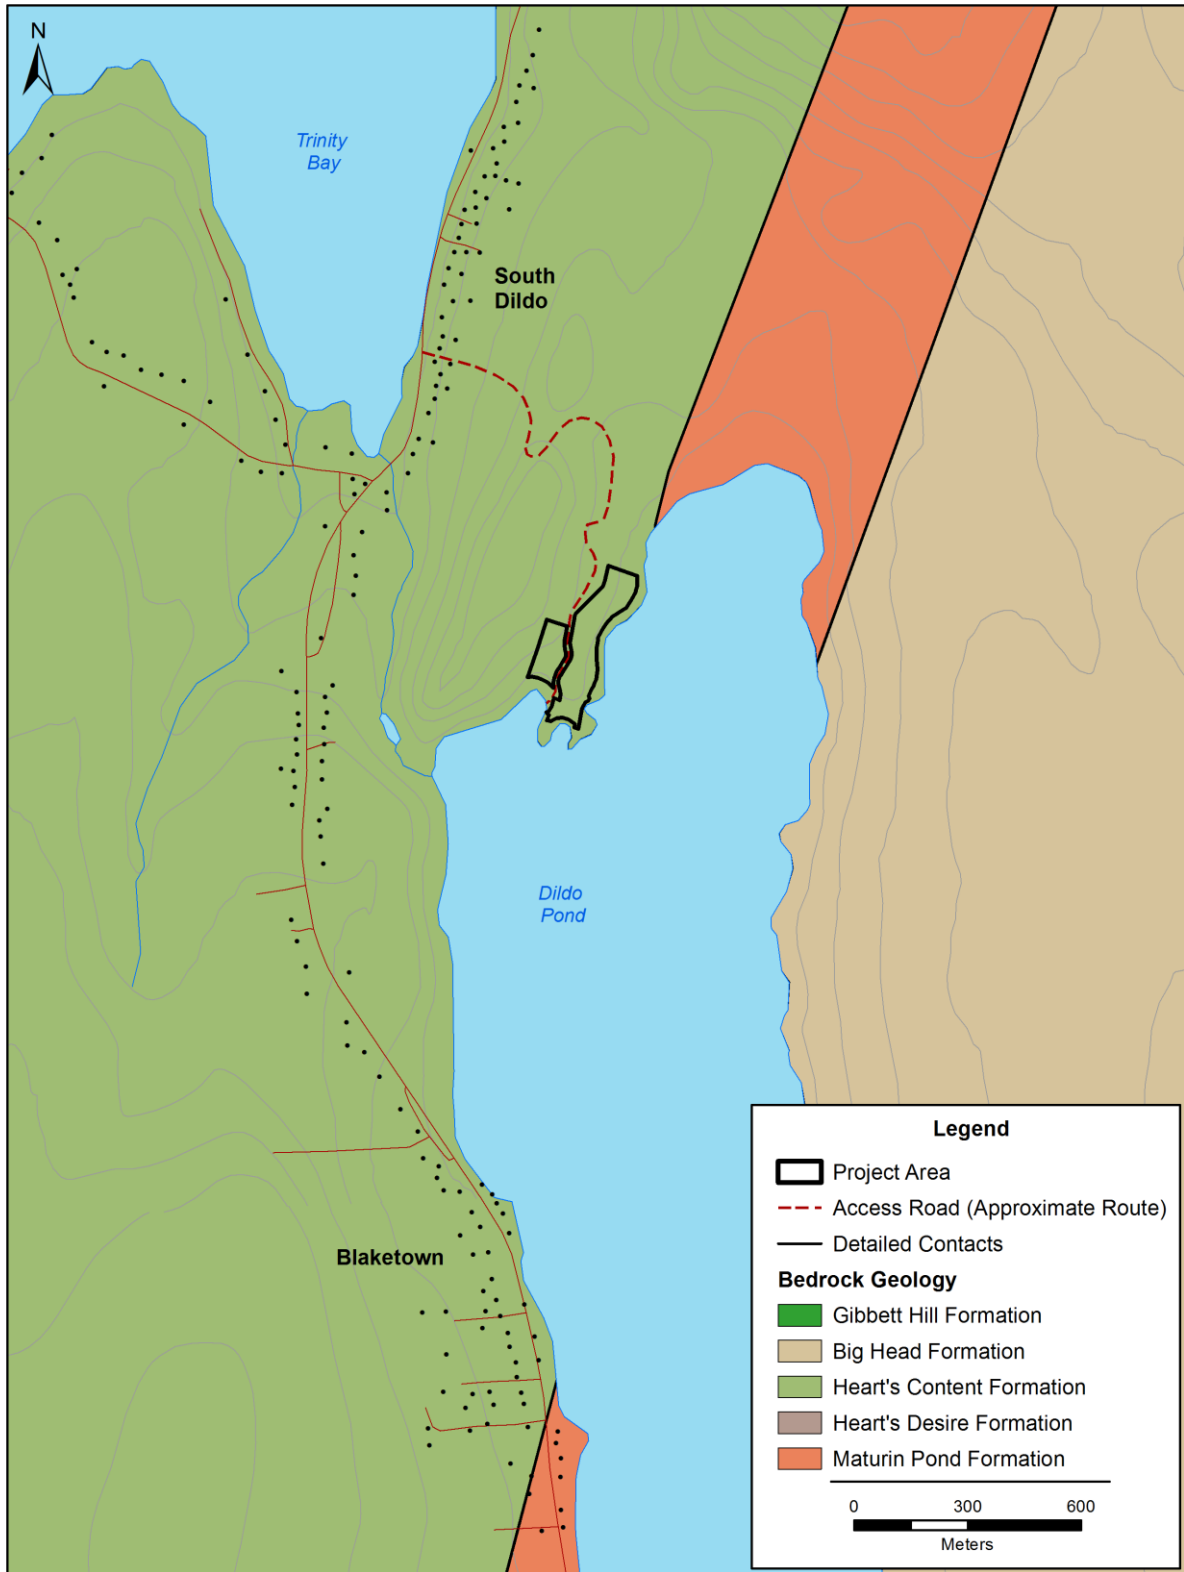 N
Trinity
Bay
South
Dildo
Dildo
Pond
Blaketown
Legend
Project Area
Access Road (Approximate Route)
Detailed Contacts
Bedrock Geology
Gibbett Hill Formation
Big Head Formation
Heart's Content Formation
Heart's Desire Formation
Maturin Pond Formation
0 300 600
Meters